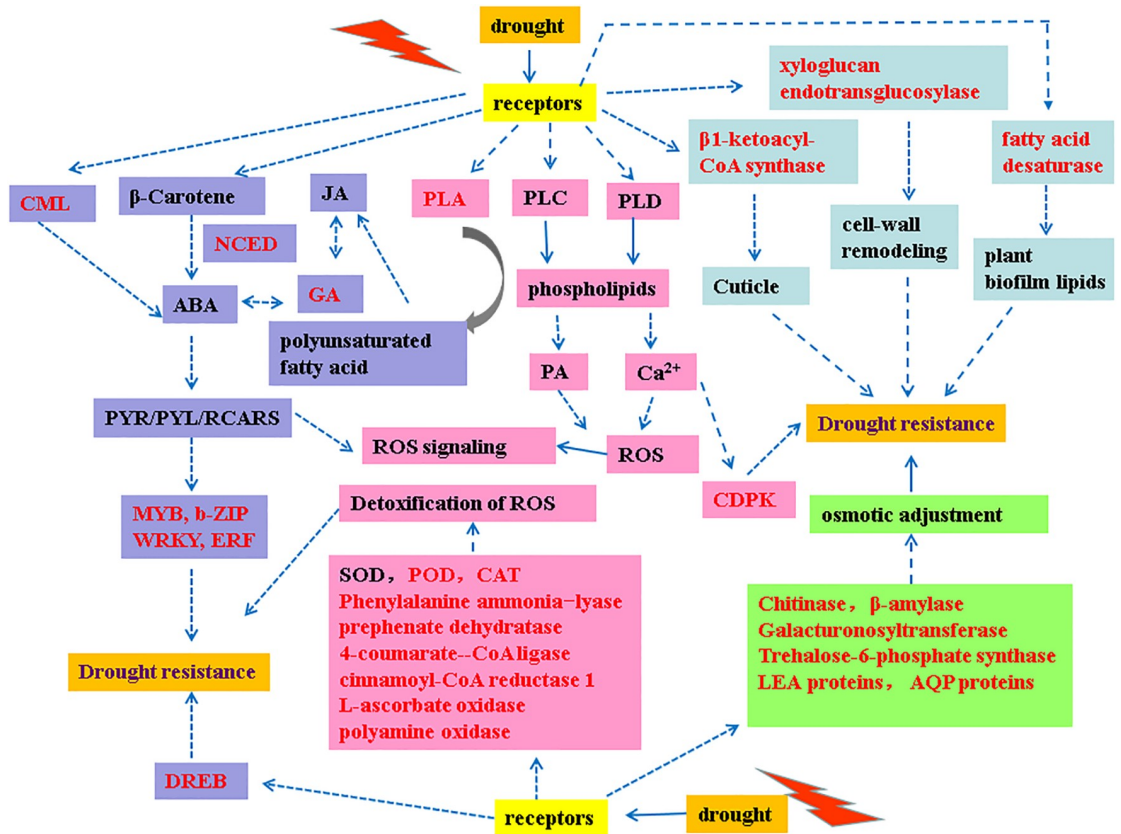 drought
receptors
xyloglucan
endotransglucosylase
β1-ketoacyl-
CoA synthase
fatty acid
desaturase
CML
β-Carotene
JA
PLA
PLC
PLD
NCED
cell-wall
remodeling
plant
biofilm lipids
ABA
GA
phospholipids
Cuticle
polyunsaturated
fatty acid
PA
Ca²⁺
PYR/PYL/RCARS
ROS signaling
ROS
Drought resistance
CDPK
MYB, b-ZIP
WRKY, ERF
Detoxification of ROS
osmotic adjustment
SOD, POD, CAT
Phenylalanine ammonia−lyase
prephenate dehydratase
4-coumarate--CoAligase
cinnamoyl-CoA reductase 1
L-ascorbate oxidase
polyamine oxidase
Chitinase, β-amylase
Galacturonosyltransferase
Trehalose-6-phosphate synthase
LEA proteins, AQP proteins
Drought resistance
DREB
receptors
drought